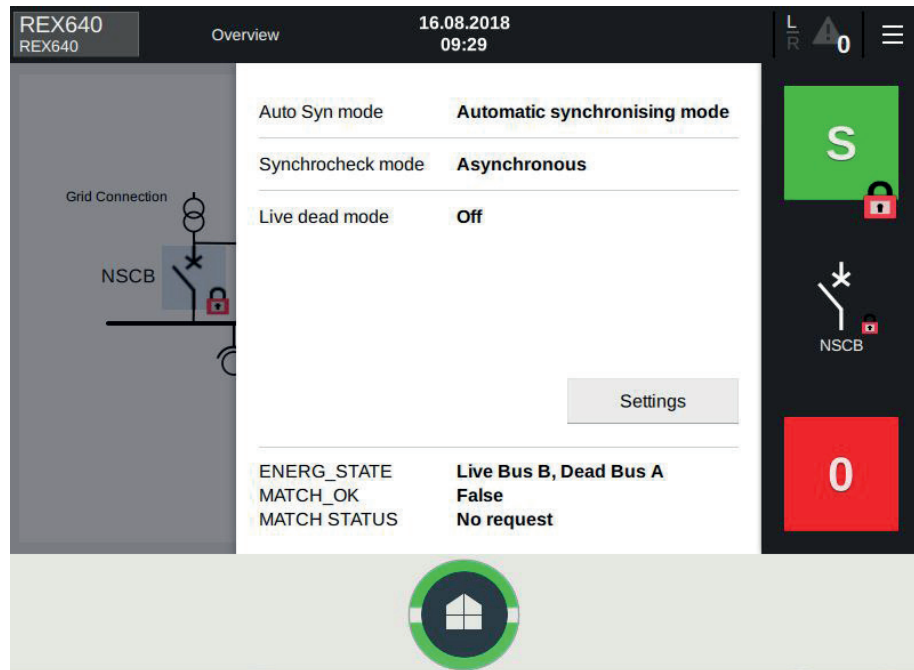 REX640
REX640
Overview
16.08.2018
09:29
L
R
0
Auto Syn mode Automatic synchronising mode
Synchrocheck mode Asynchronous
Live dead mode Off
Grid Connection
NSCB
Settings
ENERG_STATE Live Bus B, Dead Bus A
MATCH_OK False
MATCH STATUS No request
S
NSCB
0